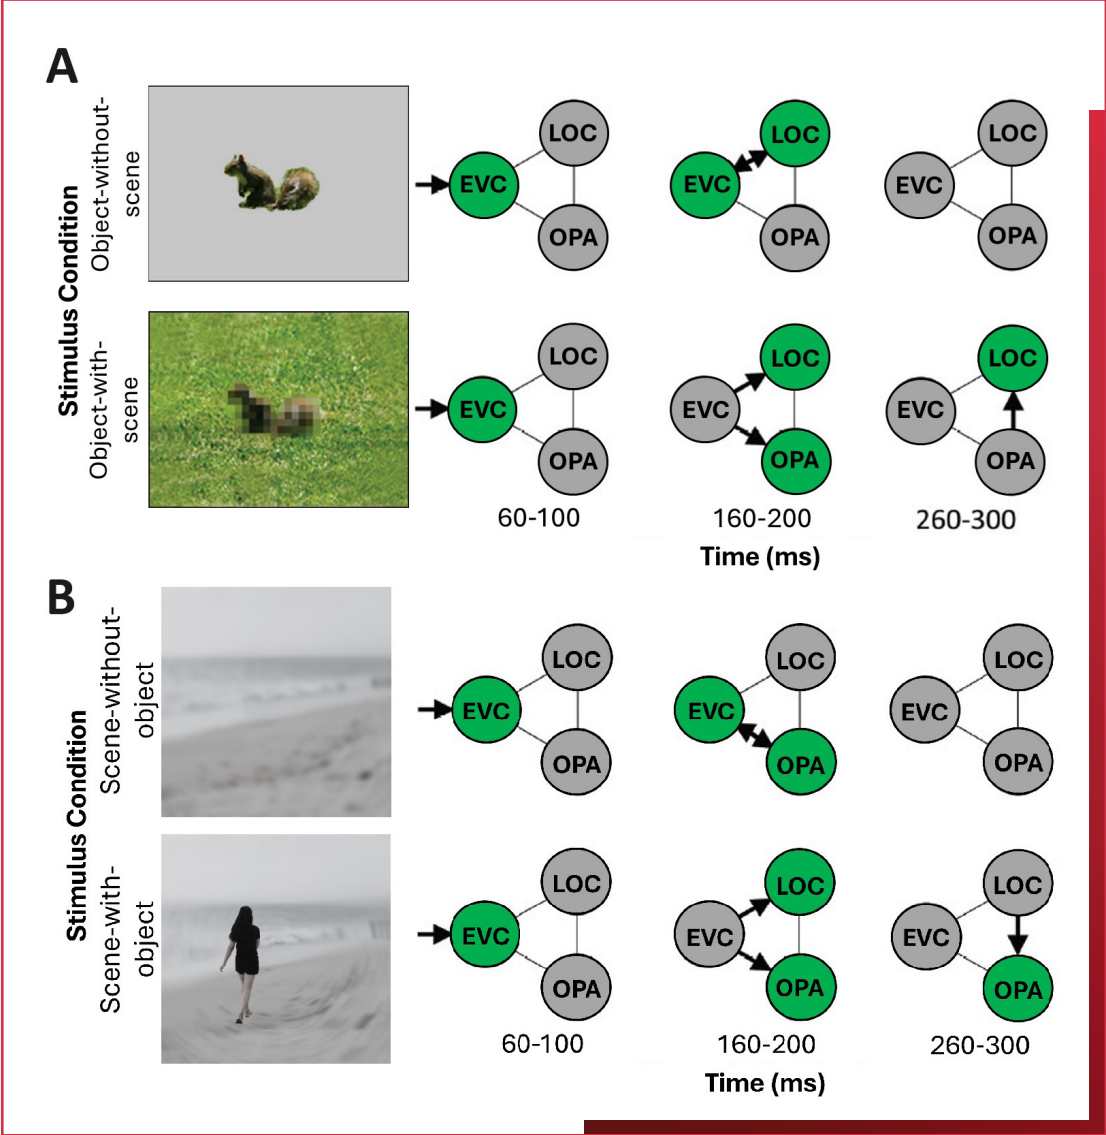 A
Stimulus Condition
Object-without-
scene
EVC
LOC
OPA
EVC
LOC
OPA
EVC
LOC
OPA
Object-with-
scene
EVC
LOC
OPA
EVC
LOC
OPA
EVC
LOC
OPA
60-100
160-200
260-300
Time (ms)
B
Stimulus Condition
Scene-without-
object
EVC
LOC
OPA
EVC
LOC
OPA
EVC
LOC
OPA
Scene-with-
object
EVC
LOC
OPA
EVC
LOC
OPA
EVC
LOC
OPA
60-100
160-200
260-300
Time (ms)